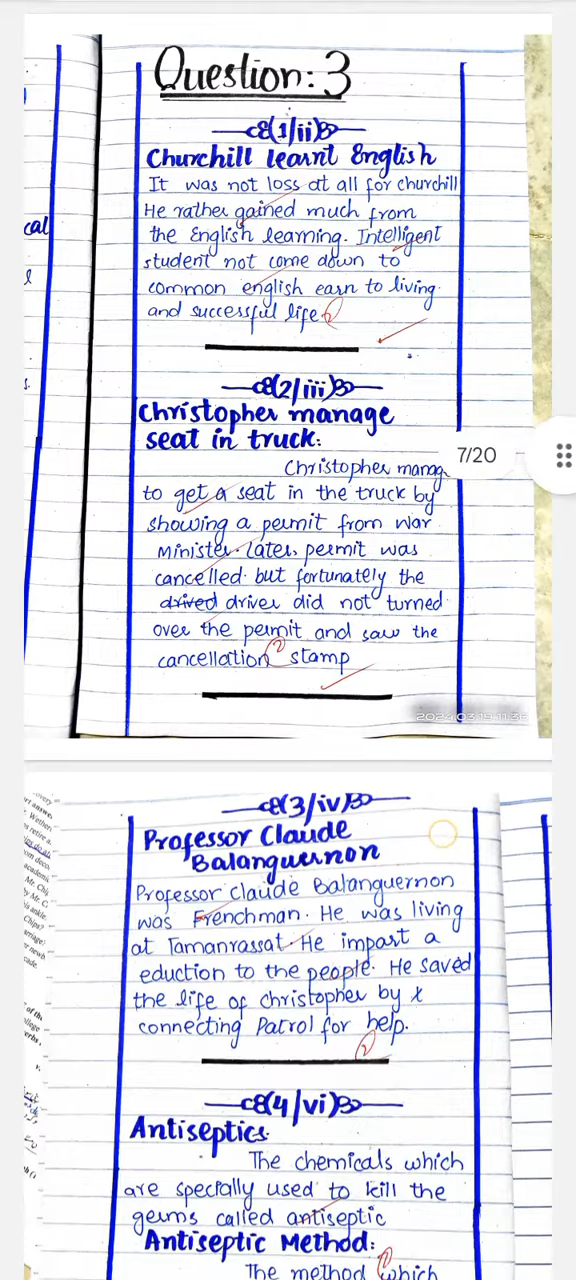 Question: 3
(1/ii)
Churchill learnt English
It was not loss at all for churchill
He rather gained much from
the English learning. Intelligent
student not come down to
common english earn to living
and successful life
cal
s.
(2/iii)
Christopher manage
seat in truck:
Christopher manag
7/20
to get a seat in the truck by
showing a permit from war
Minister. Later, permit was
cancelled but fortunately the
drived driver did not turned
over the permit and saw the
cancellation stamp
2
(3/iv)
Professor Claude
Balanguernon
Professor Claude Balanguernon
was Frenchman. He was living
at Tamanrassat. He impart a
eduction to the people. He saved
the life of christopher by x
connecting Patrol for help.
2
(4/vi)
Antiseptics
The chemicals which
are specially used to kill the
germs called antiseptic
Antiseptic Method:
The method which